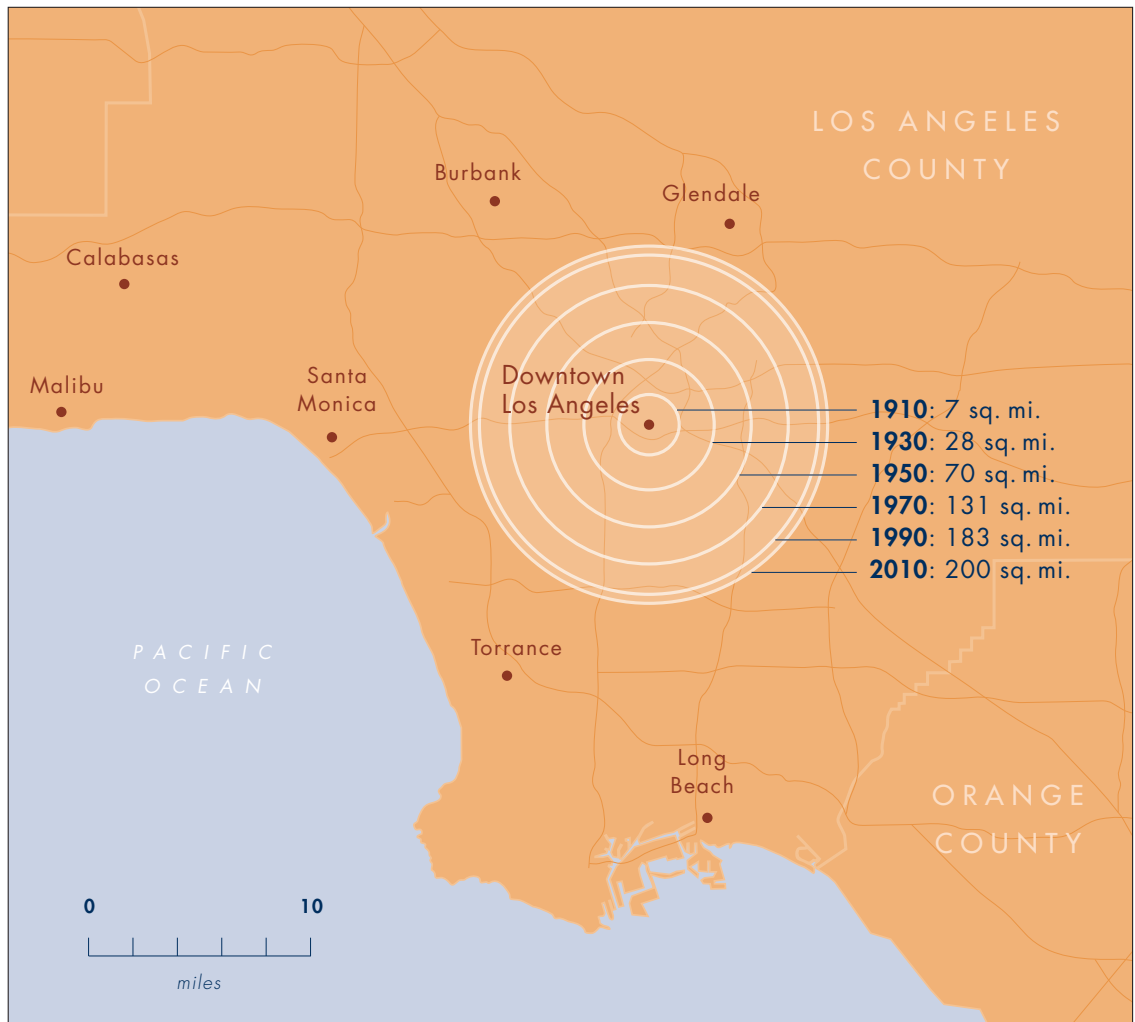 LOS ANGELES
COUNTY
Burbank
Glendale
Calabasas
Malibu
Santa
Monica
Downtown
Los Angeles
1910: 7 sq. mi.
1930: 28 sq. mi.
1950: 70 sq. mi.
1970: 131 sq. mi.
1990: 183 sq. mi.
2010: 200 sq. mi.
PACIFIC
OCEAN
Torrance
Long
Beach
ORANGE
COUNTY
0 10
miles